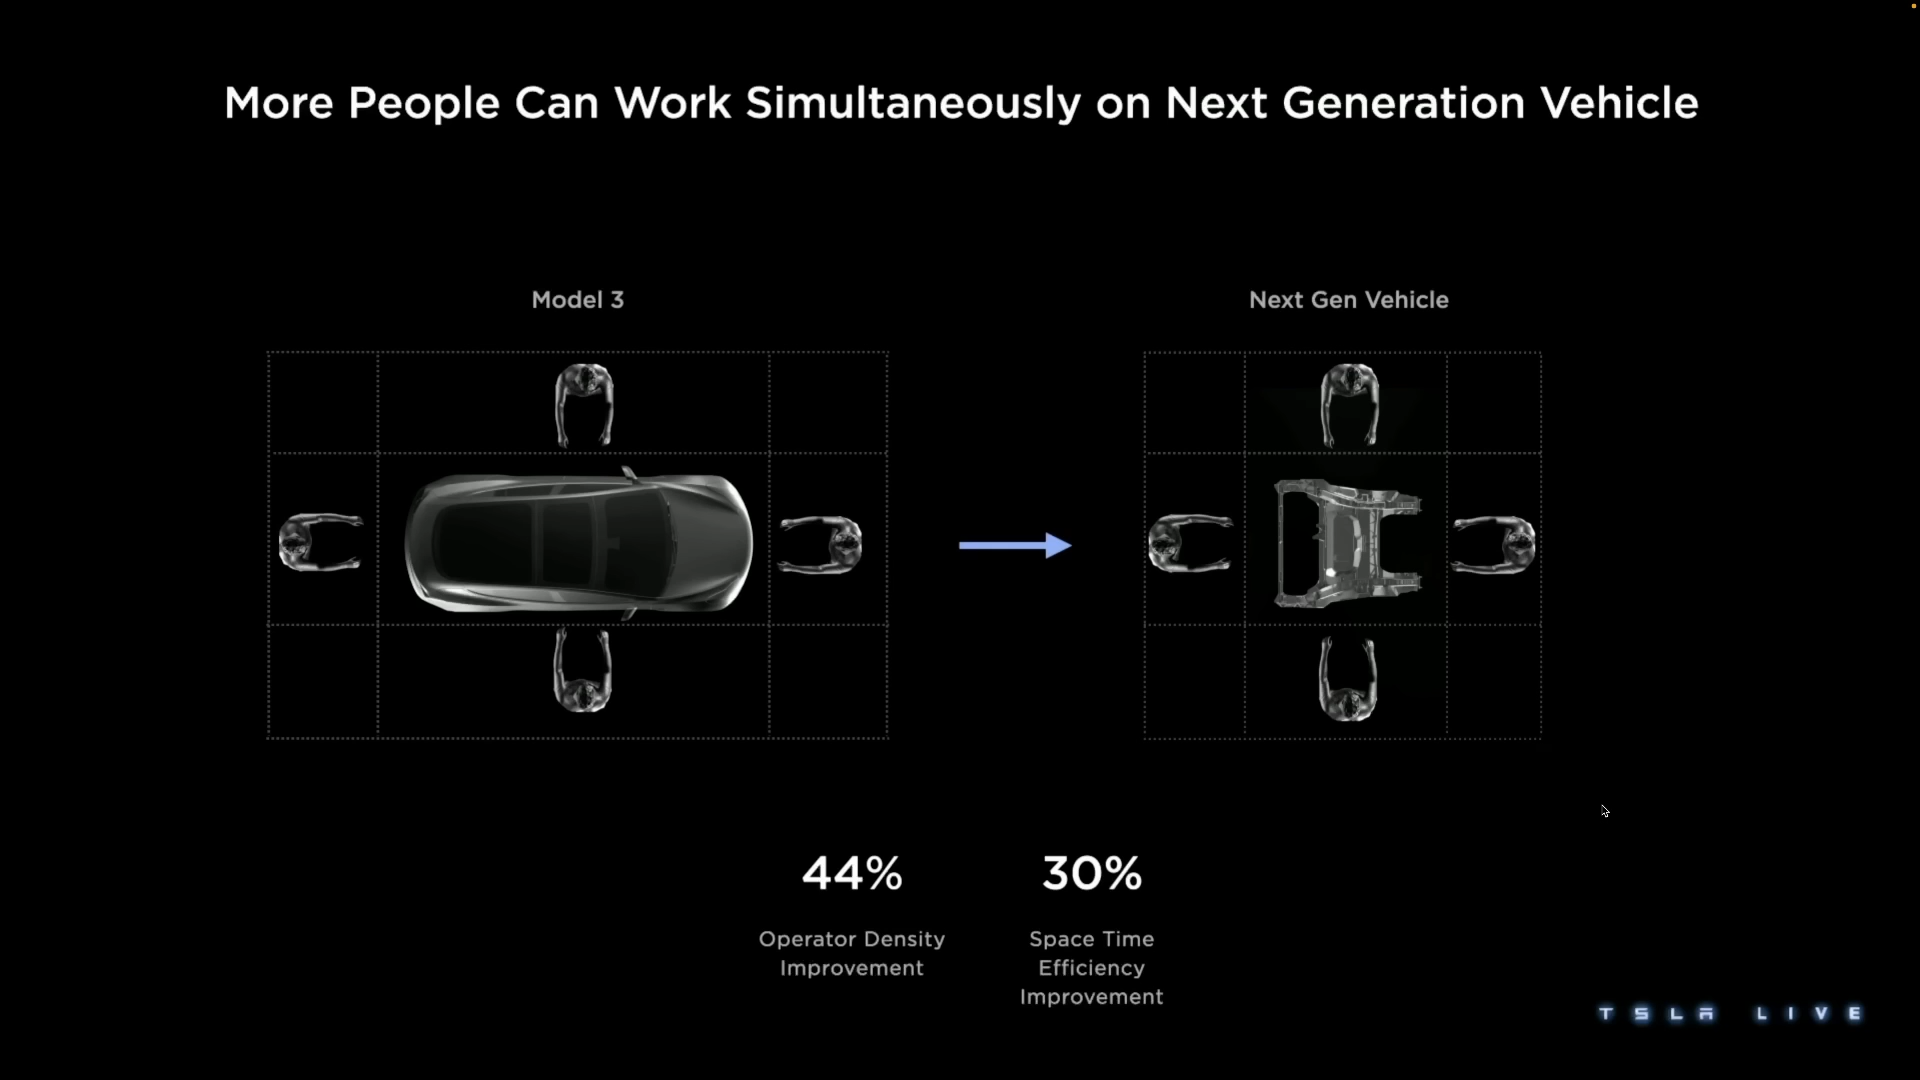 More People Can Work Simultaneously on Next Generation Vehicle
Model 3
Next Gen Vehicle
44%
Operator Density
Improvement
30%
Space Time
Efficiency
Improvement
TSLA LIVE